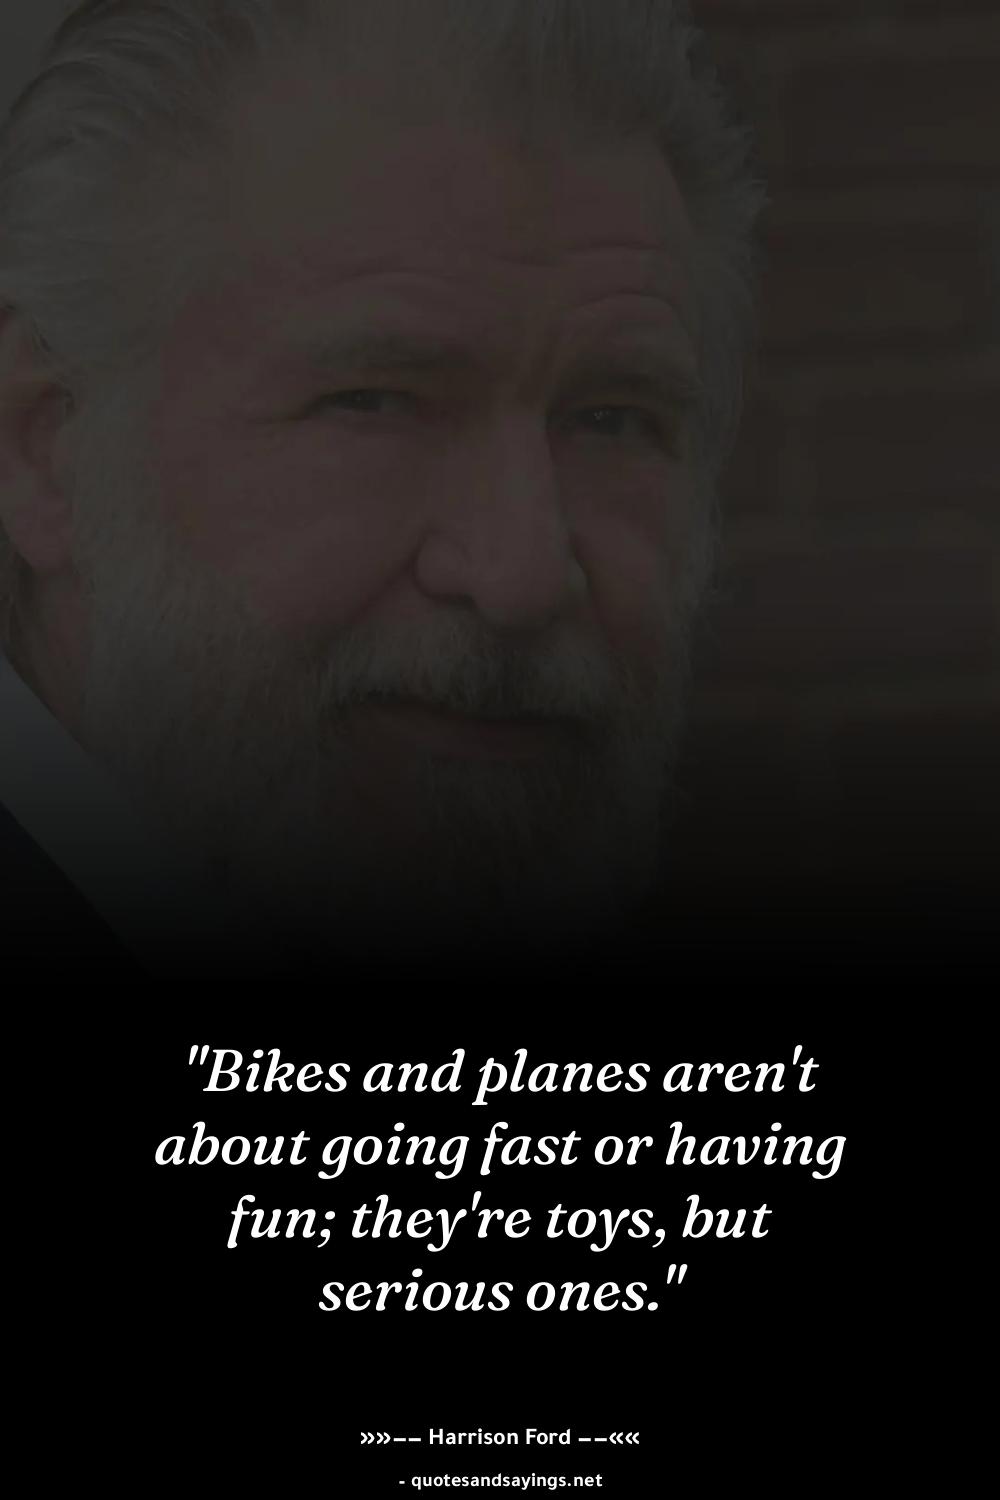 "Bikes and planes aren't
about going fast or having
fun; they're toys, but
serious ones."
»»–– Harrison Ford ––««
- quotesandsayings.net